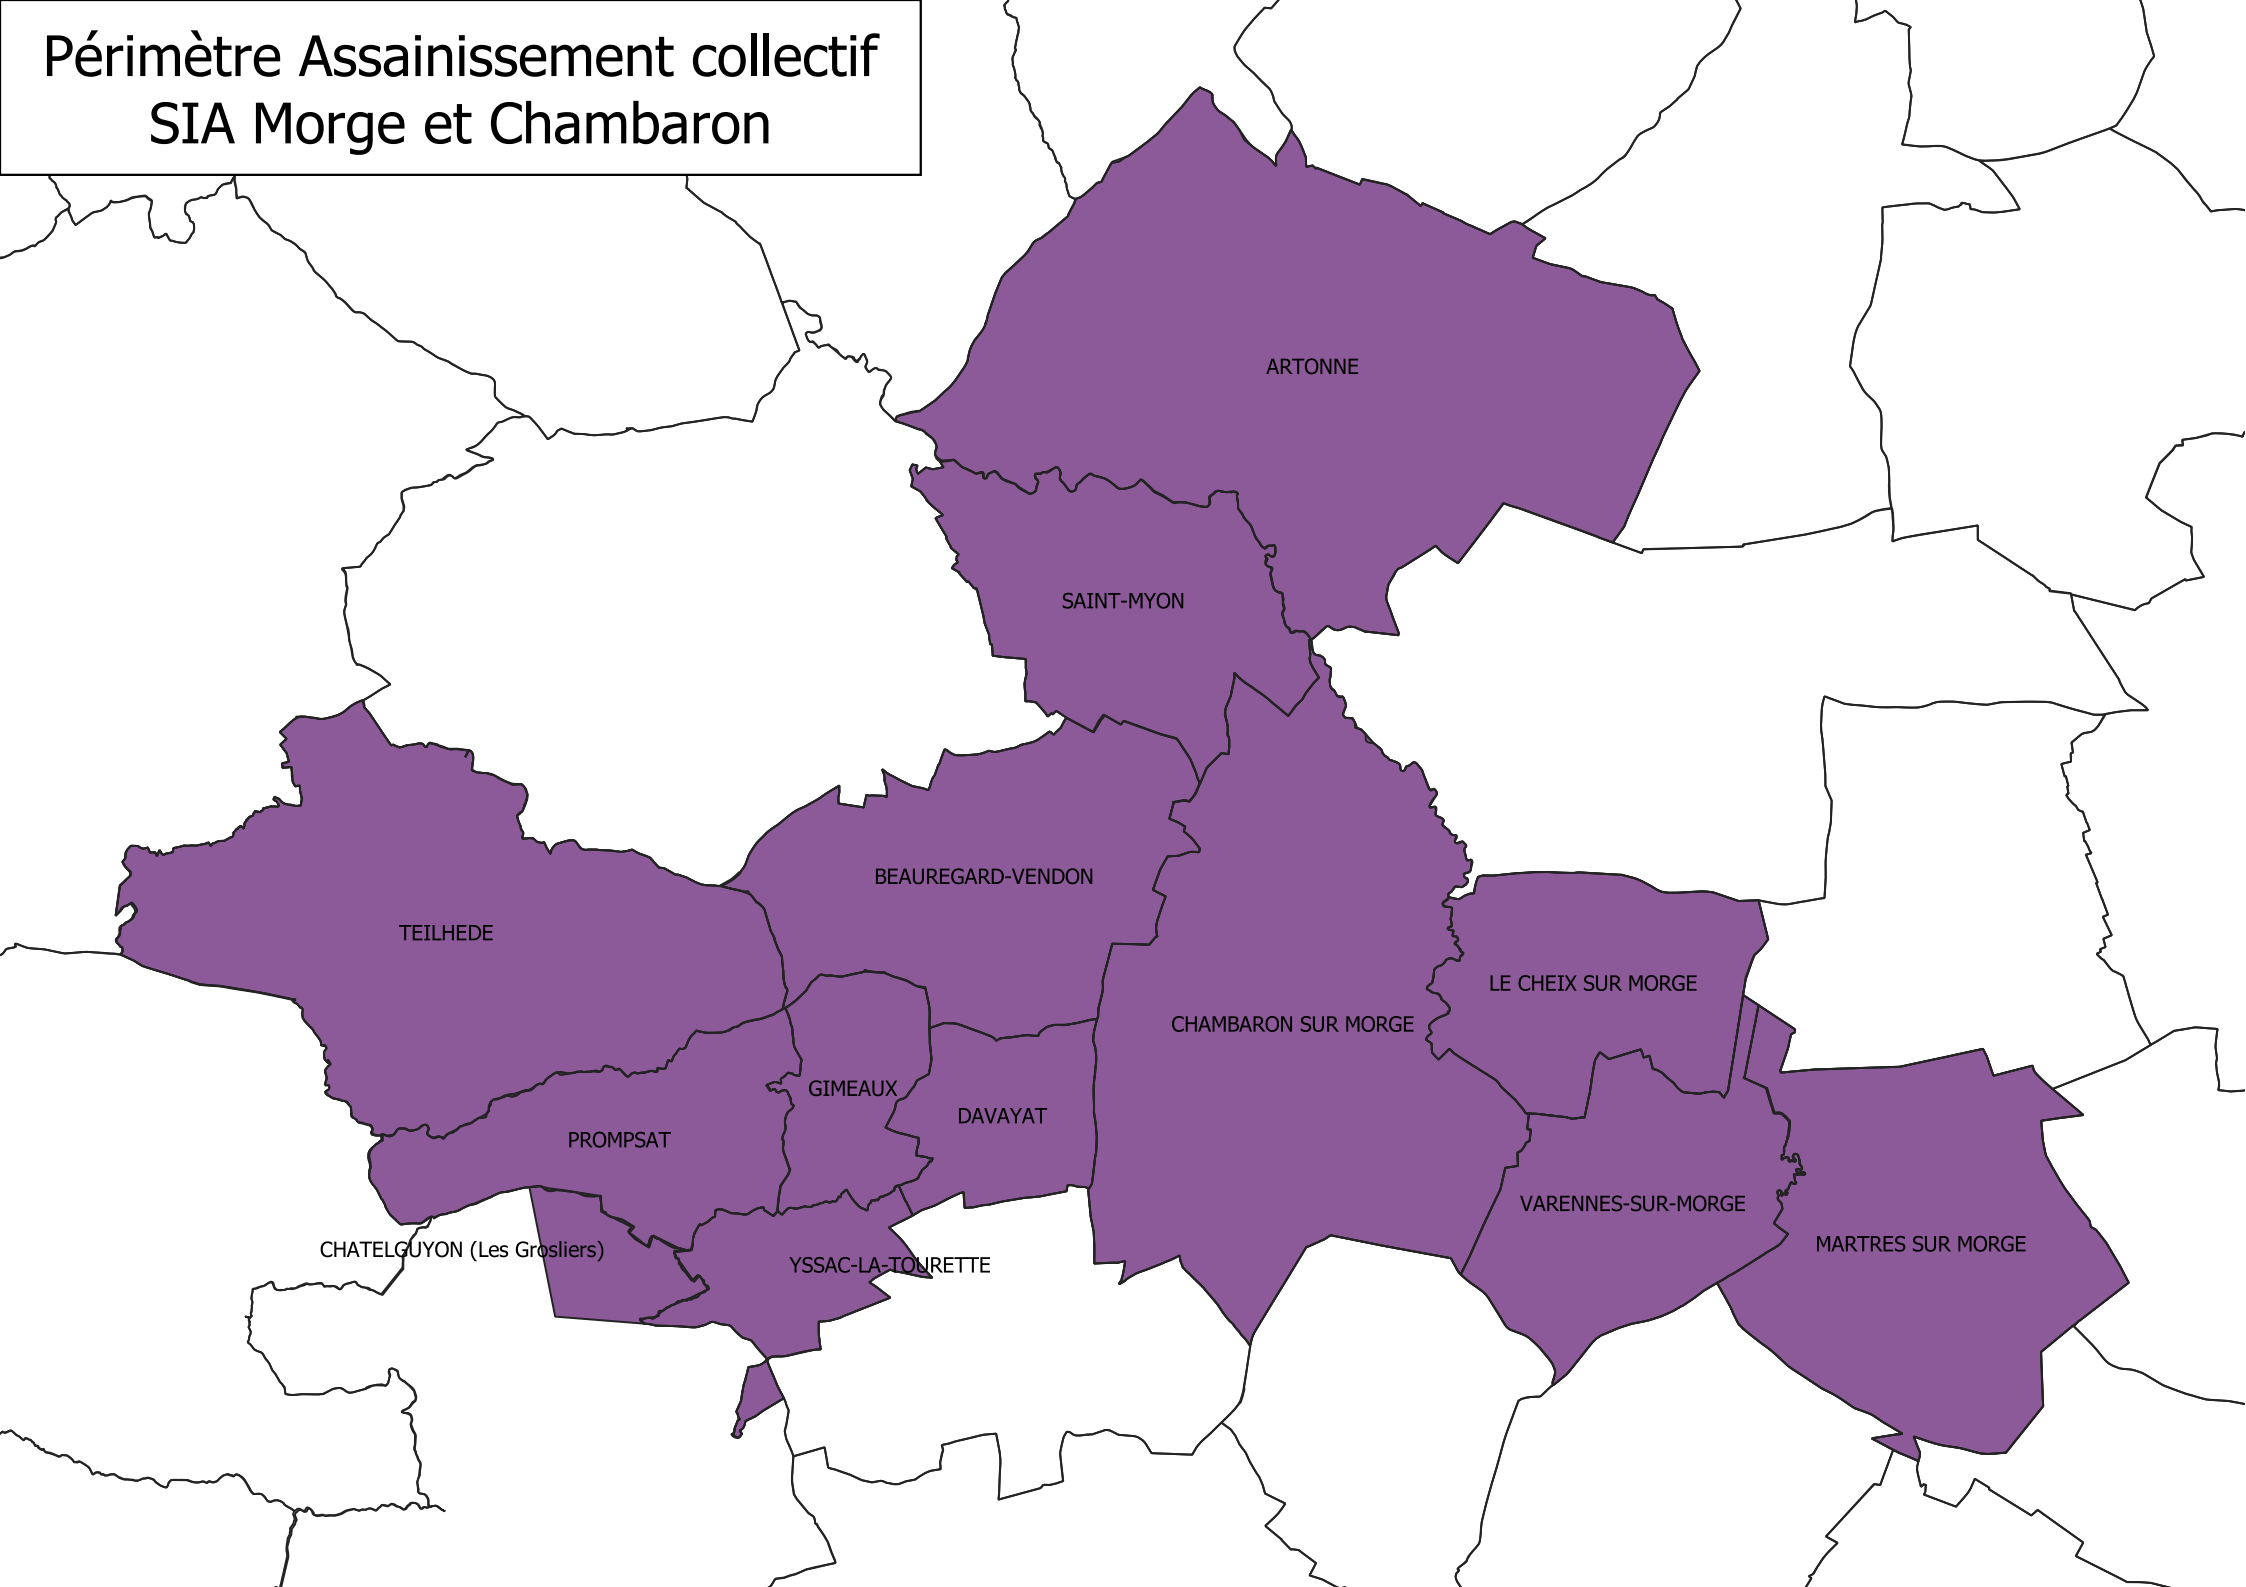 Périmètre Assainissement collectif
SIA Morge et Chambaron
ARTONNE
SAINT-MYON
BEAUREGARD-VENDON
TEILHEDE
LE CHEIX SUR MORGE
CHAMBARON SUR MORGE
GIMEAUX
DAVAYAT
PROMPSAT
VARENNES-SUR-MORGE
MARTRES SUR MORGE
CHATELGUYON (Les Grosliers)
YSSAC-LA-TOURETTE